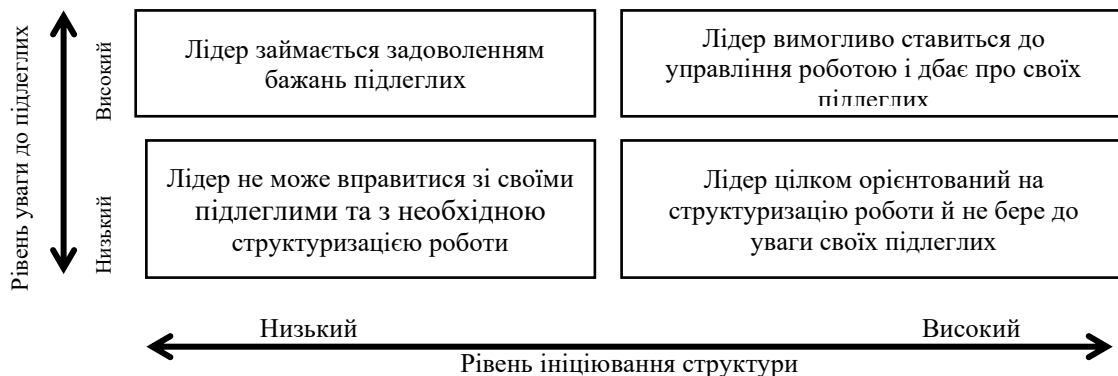 Рівень уваги до підлеглих
Високий
Низький
Лідер займається задоволенням
бажань підлеглих
Лідер вимогливо ставиться до
управління роботою і дбає про своїх
підлеглих
Лідер не може вправитися зі своїми
підлеглими та з необхідною
структуризацією роботи
Лідер цілком орієнтований на
структуризацію роботи й не бере до
уваги своїх підлеглих
Низький
Високий
Рівень ініціювання структури